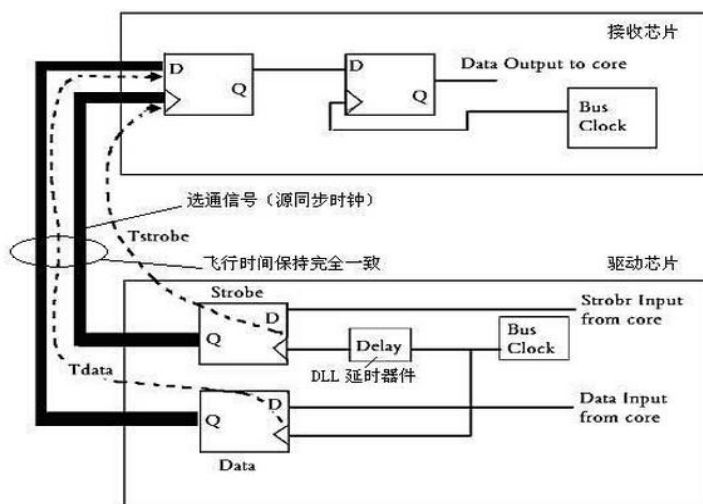 接收芯片
D
Q
D
Q
Data Output to core
Bus
Clock
选通信号（源同步时钟）
Tstrobe
飞行时间保持完全一致
驱动芯片
Strobe
D
Q
Strobr Input
from core
Delay
Bus
Clock
DLL 延时器件
Tdata
D
Q
Data Input
from core
Data